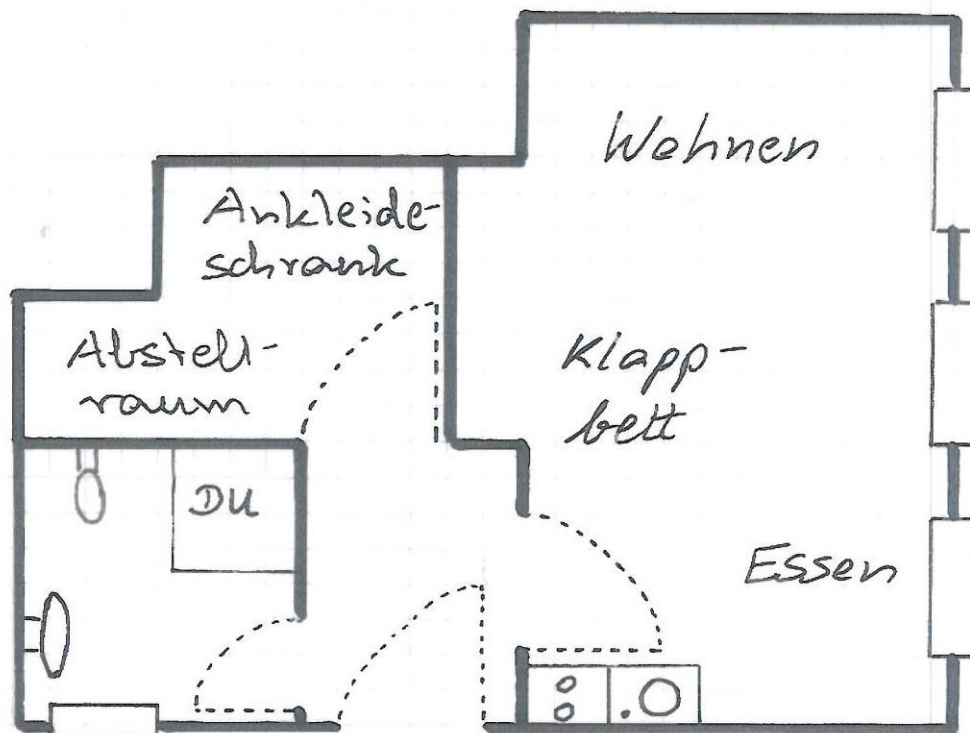 Wohnen
Ankleide-
schrank
Abstell-
raum
Klapp-
bett
DU
Essen